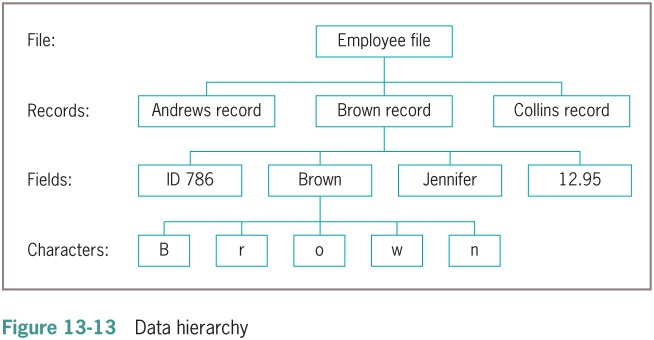 File: Employee file
Records: Andrews record Brown record Collins record
Fields: ID 786 Brown Jennifer 12.95
Characters: B r o w n
Figure 13-13 Data hierarchy